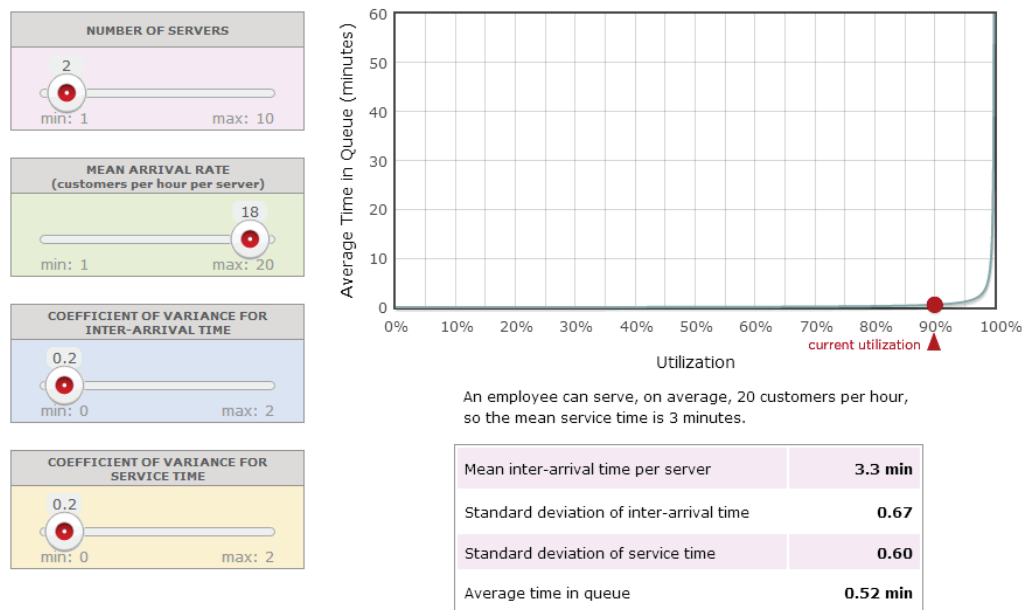 NUMBER OF SERVERS
2
min: 1 max: 10
MEAN ARRIVAL RATE
(customers per hour per server)
18
min: 1 max: 20
COEFFICIENT OF VARIANCE FOR
INTER-ARRIVAL TIME
0.2
min: 0 max: 2
COEFFICIENT OF VARIANCE FOR
SERVICE TIME
0.2
min: 0 max: 2
Average Time in Queue (minutes)
60
50
40
30
20
10
0
0% 10% 20% 30% 40% 50% 60% 70% 80% 90% 100%
current utilization
Utilization
An employee can serve, on average, 20 customers per hour,
so the mean service time is 3 minutes.
Mean inter-arrival time per server 3.3 min
Standard deviation of inter-arrival time 0.67
Standard deviation of service time 0.60
Average time in queue 0.52 min